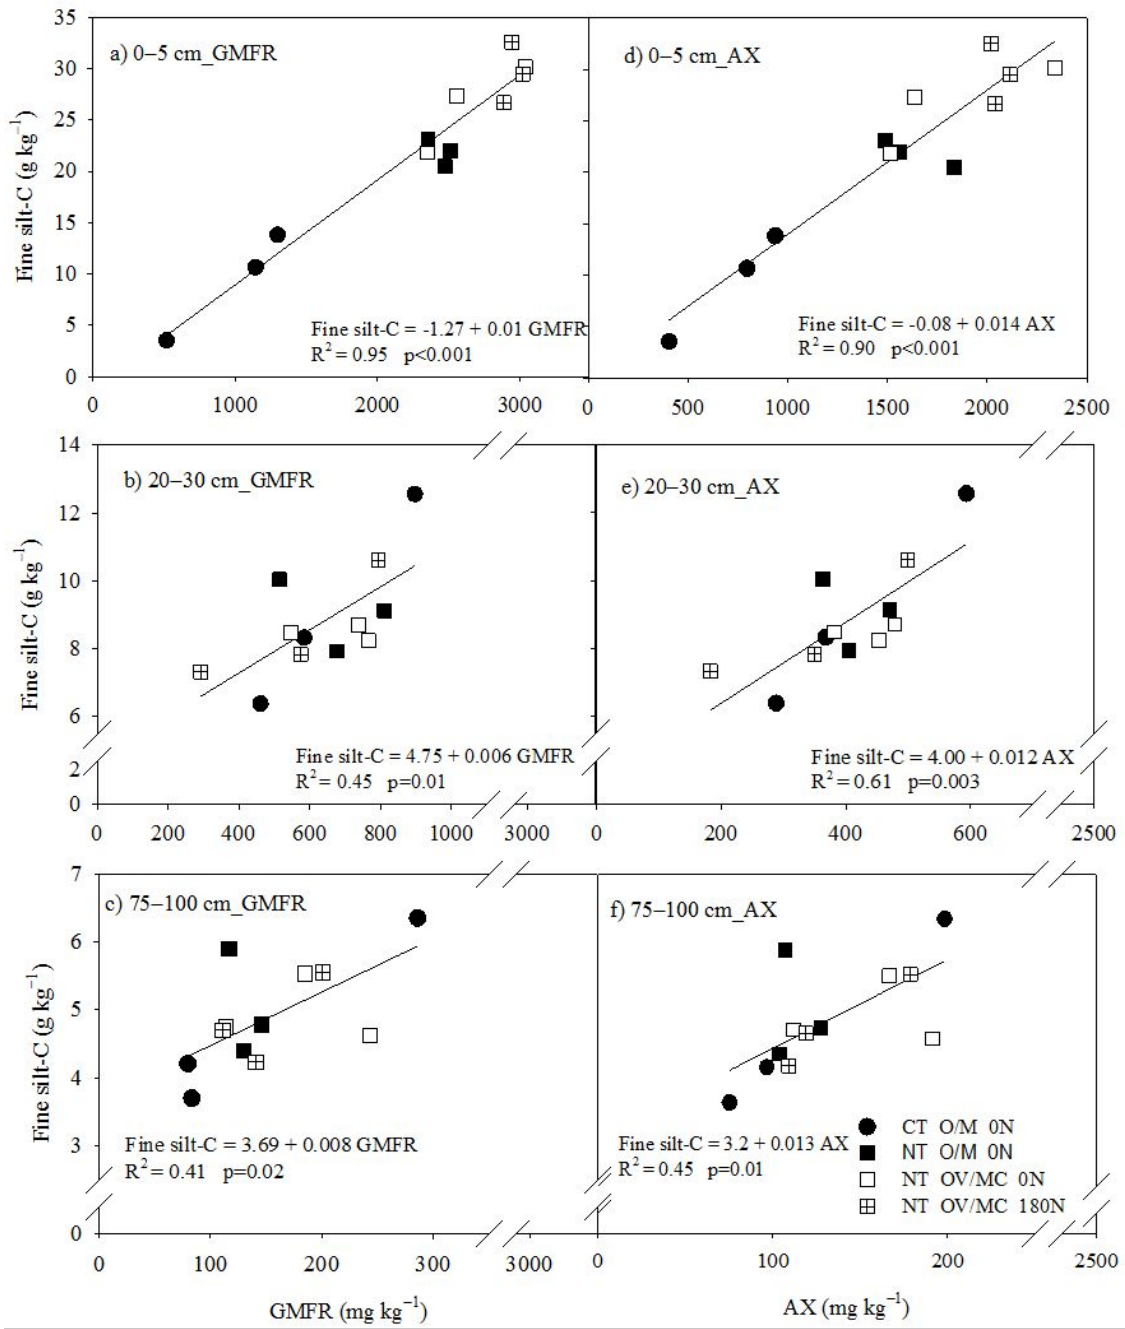 35
30
25
20
15
10
5
0
Fine silt-C (g kg⁻¹)
a) 0–5 cm_GMFR
Fine silt-C = -1.27 + 0.01 GMFR
R² = 0.95 p<0.001
0 1000 2000 3000
d) 0–5 cm_AX
Fine silt-C = -0.08 + 0.014 AX
R² = 0.90 p<0.001
0 500 1000 1500 2000 2500
14
12
10
8
6
2
0
Fine silt-C (g kg⁻¹)
b) 20–30 cm_GMFR
Fine silt-C = 4.75 + 0.006 GMFR
R² = 0.45 p=0.01
0 200 400 600 800 1000 3000
e) 20–30 cm_AX
Fine silt-C = 4.00 + 0.012 AX
R² = 0.61 p=0.003
0 200 400 600 2500
7
6
5
4
3
0
Fine silt-C (g kg⁻¹)
c) 75–100 cm_GMFR
Fine silt-C = 3.69 + 0.008 GMFR
R² = 0.41 p=0.02
0 100 200 300 3000
GMFR (mg kg⁻¹)
f) 75–100 cm_AX
Fine silt-C = 3.2 + 0.013 AX
R² = 0.45 p=0.01
CT O/M 0N
NT O/M 0N
NT OV/MC 0N
NT OV/MC 180N
0 100 200 2500
AX (mg kg⁻¹)